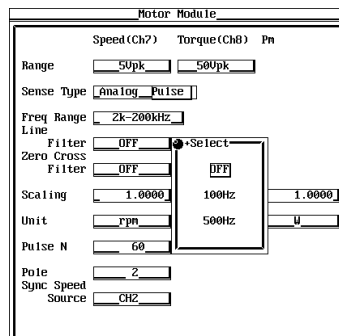 Motor Module
Speed(Ch7) Torque(Ch8) Pm
Range 5Vpk 50Vpk
Sense Type Analog Pulse
Freq Range 2k-200kHz
Line
Filter OFF
Zero Cross
Filter OFF
+Select
OFF
100Hz
500Hz
Scaling 1.0000 1.0000
Unit rpm W
Pulse N 60
Pole 2
Sync Speed
Source CH2